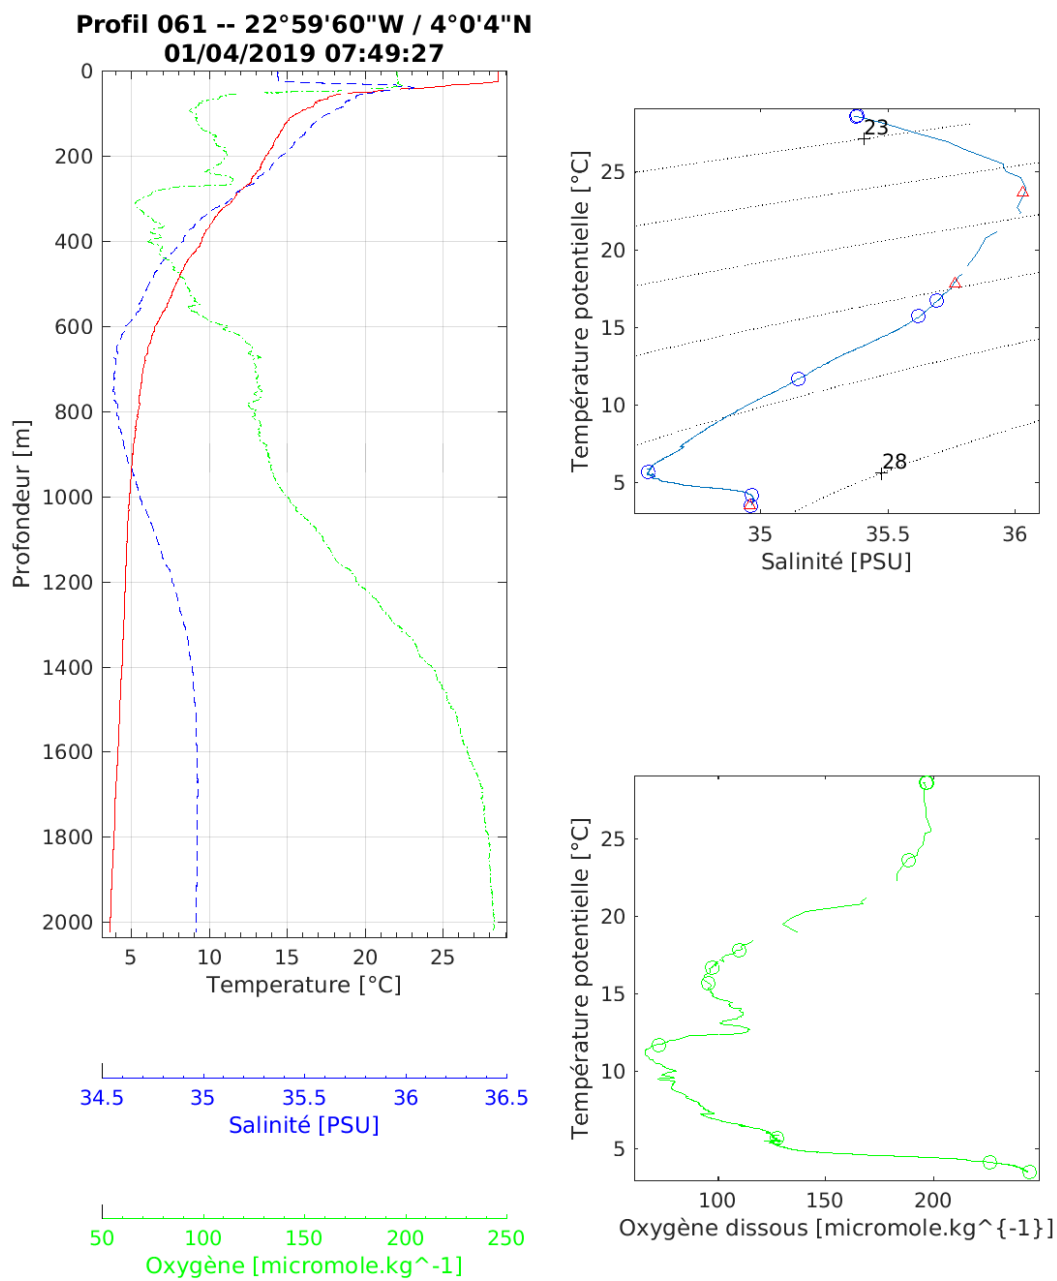 Profil 061 -- 22°59'60"W / 4°0'4"N
01/04/2019 07:49:27
0
200
400
600
800
1000
1200
1400
1600
1800
2000
Profondeur [m]
5 10 15 20 25
Temperature [°C]
34.5 35 35.5 36 36.5
Salinité [PSU]
50 100 150 200 250
Oxygène [micromole.kg^-1]
23
28
25
20
15
10
5
Température potentielle [°C]
35 35.5 36
Salinité [PSU]
25
20
15
10
5
Température potentielle [°C]
100 150 200
Oxygène dissous [micromole.kg^{-1}]